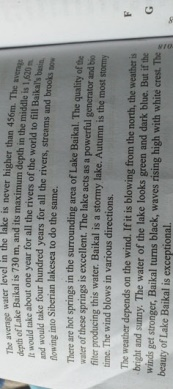 The average water level in the lake is never higher than 456m. The average
depth of Lake Baikal is 730 m, and its maximum depth in the middle is 1,620 m.
It would take one year for all the rivers of the world to fill Baikal's basin,
and would take four hundred years for all the rivers, streams and brooks now
flowing into Siberian lakesea to do the same.
There are hot springs in the surrounding area of Lake Baikal. The quality of the
water of these springs is excellent. The lake acts as a powerful generator and bio
filter producing this water. Baikal is a stormy lake. Autumn is the most stormy
time. The wind blows in various directions.
The weather depends on the wind. If it is blowing from the north, the weather is
bright and sunny. The water of the lake looks green and dark blue. But if the
winds get stronger, Baikal turns black, waves rising high with white crest. The
beauty of Lake Baikal is exceptional.
F
G